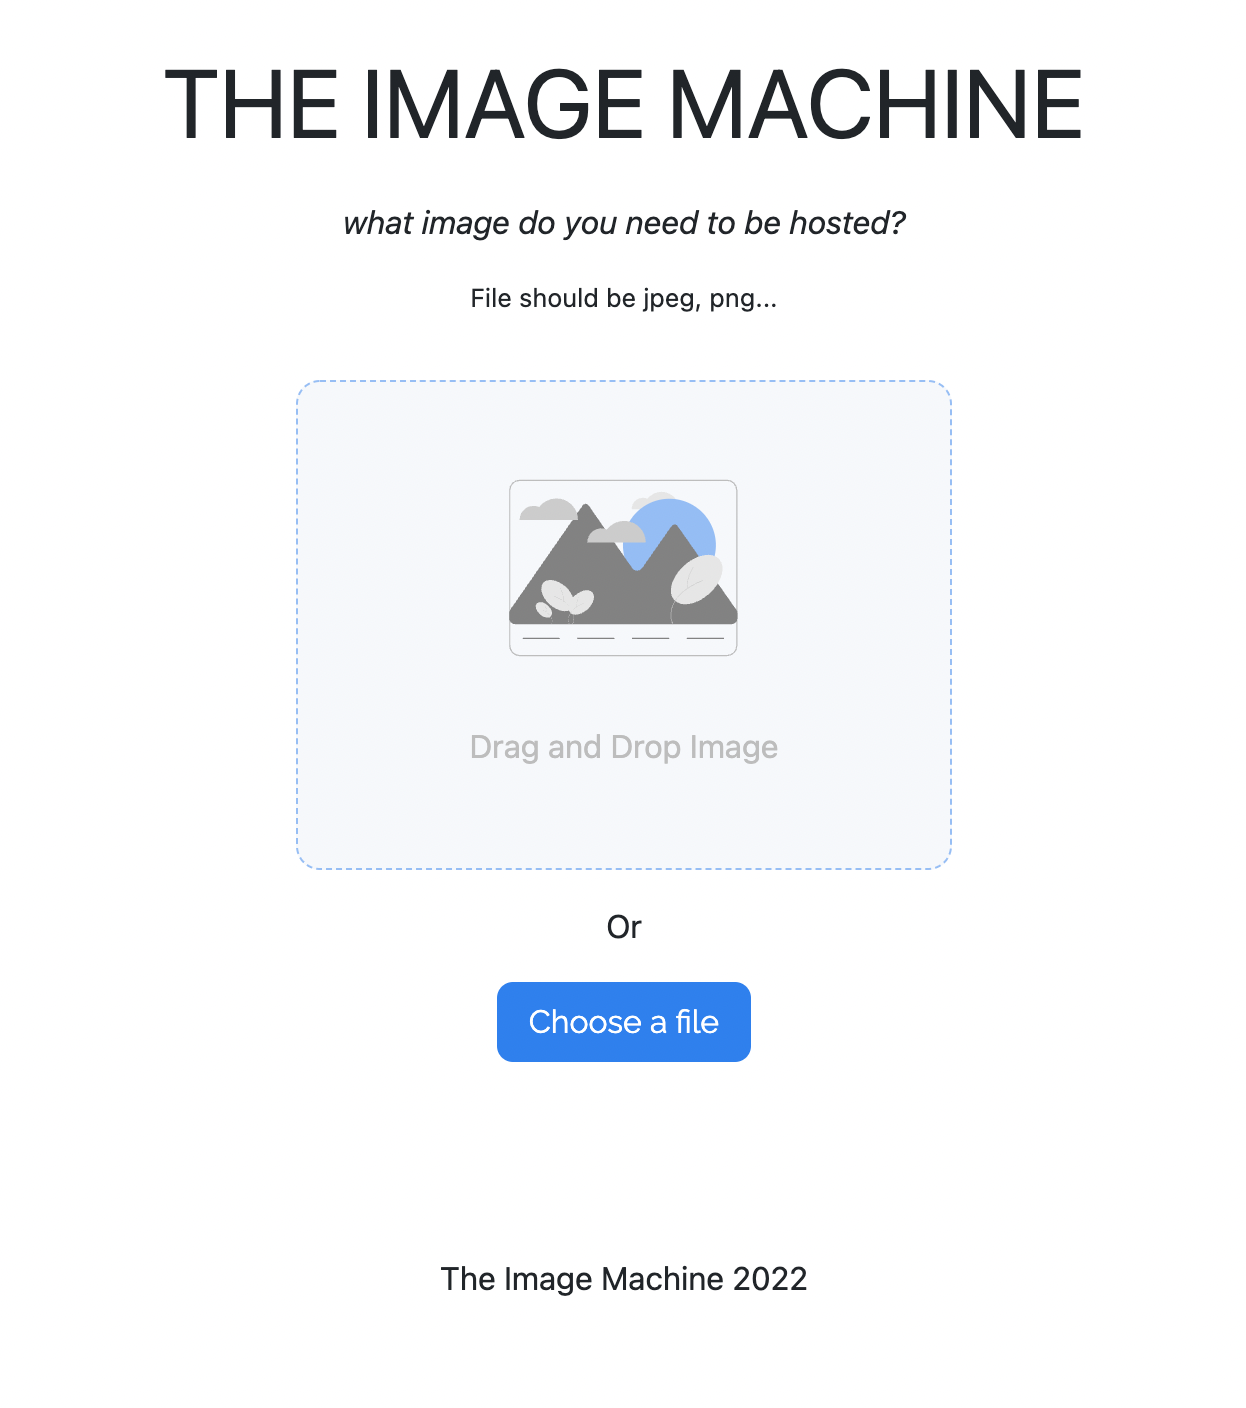 THE IMAGE MACHINE
what image do you need to be hosted?
File should be jpeg, png...
Drag and Drop Image
Or
Choose a file
The Image Machine 2022